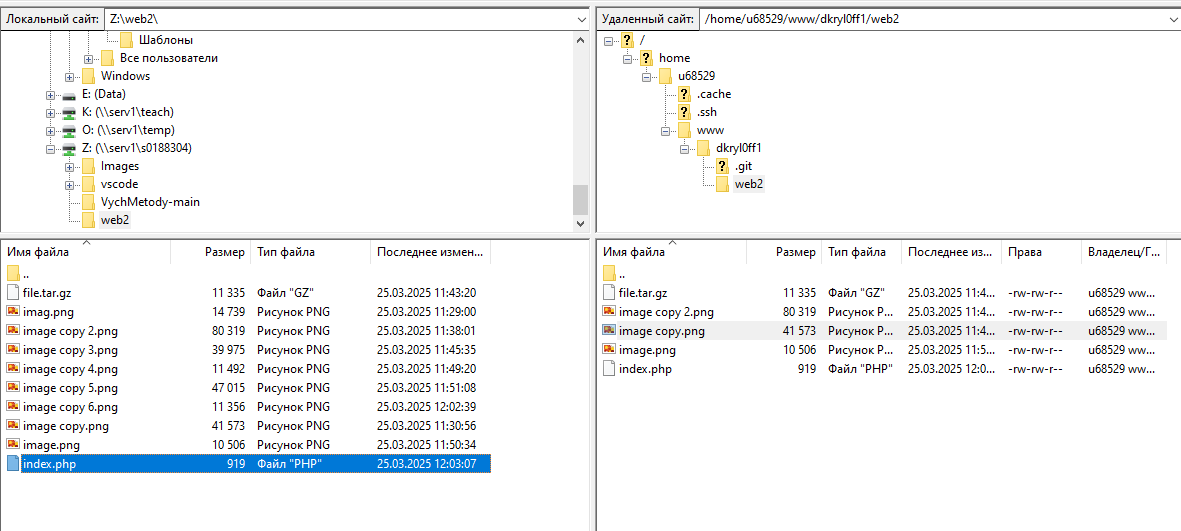 Локальный сайт: Z:\web2\
Шаблоны
Все пользователи
Windows
E: (Data)
K: (\\serv1\teach)
O: (\\serv1\temp)
Z: (\\serv1\s0188304)
Images
vscode
VychMetody-main
web2
Имя файла Размер Тип файла Последнее измен...
..
file.tar.gz 11 335 Файл "GZ" 25.03.2025 11:43:20
imag.png 14 739 Рисунок PNG 25.03.2025 11:29:00
image copy 2.png 80 319 Рисунок PNG 25.03.2025 11:38:01
image copy 3.png 39 975 Рисунок PNG 25.03.2025 11:45:35
image copy 4.png 11 492 Рисунок PNG 25.03.2025 11:49:20
image copy 5.png 47 015 Рисунок PNG 25.03.2025 11:51:08
image copy 6.png 11 356 Рисунок PNG 25.03.2025 12:02:39
image copy.png 41 573 Рисунок PNG 25.03.2025 11:30:56
image.png 10 506 Рисунок PNG 25.03.2025 11:50:34
index.php 919 Файл "PHP" 25.03.2025 12:03:07
Удаленный сайт: /home/u68529/www/dkryl0ff1/web2
/
home
u68529
.cache
.ssh
www
dkryl0ff1
.git
web2
Имя файла Размер Тип файла Последнее из... Права Владелец/Г...
..
file.tar.gz 11 335 Файл "GZ" 25.03.2025 11:4... -rw-rw-r-- u68529 ww...
image copy 2.png 80 319 Рисунок P... 25.03.2025 11:4... -rw-rw-r-- u68529 ww...
image copy.png 41 573 Рисунок P... 25.03.2025 11:4... -rw-rw-r-- u68529 ww...
image.png 10 506 Рисунок P... 25.03.2025 11:5... -rw-rw-r-- u68529 ww...
index.php 919 Файл "PHP" 25.03.2025 12:0... -rw-rw-r-- u68529 ww...